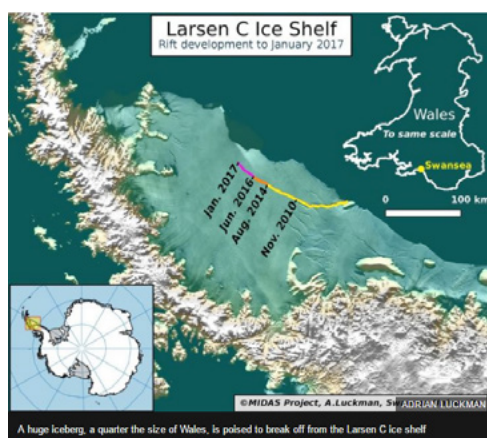 Larsen C Ice Shelf
Rift development to January 2017
Wales
To same scale
Swansea
0 100 km
Jan. 2017
Jun. 2016
Aug. 2014
Nov. 2010
©MIDAS Project, A.Luckman,
ADRIAN LUCKMAN
A huge iceberg, a quarter the size of Wales, is poised to break off from the Larsen C ice shelf